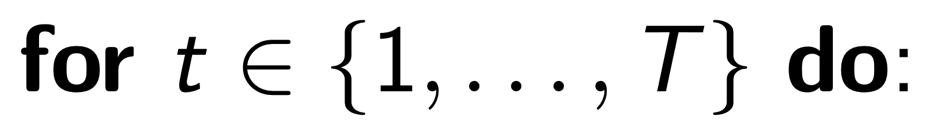 for t ∈ {1, . . . , T} do: